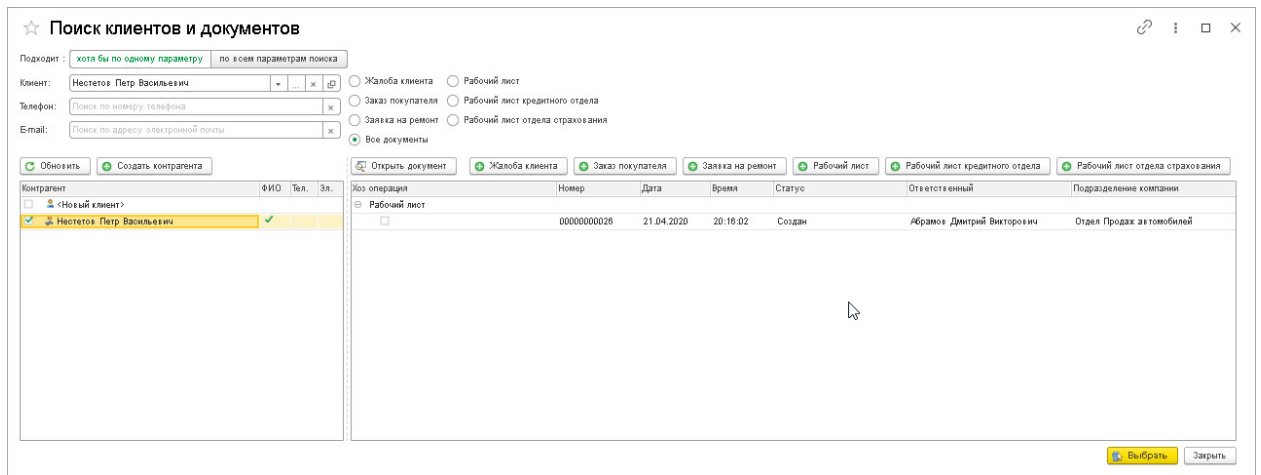 Поиск клиентов и документов
Подходит : хотя бы по одному параметру по всем параметрам поиска
Клиент: Нестетов Петр Васильевич ...
Телефон: Поиск по номеру телефона
E-mail: Поиск по адресу электронной почты
Жалоба клиента Рабочий лист
Заказ покупателя Рабочий лист кредитного отдела
Заявка на ремонт Рабочий лист отдела страхования
Все документы
Обновить Создать контрагента
Открыть документ Жалоба клиента Заказ покупателя Заявка на ремонт Рабочий лист Рабочий лист кредитного отдела Рабочий лист отдела страхования
Контрагент ФИО Тел. Эл.
<Новый клиент>
Нестетов Петр Васильевич
Хоз операция Номер Дата Время Статус Ответственный Подразделение компании
Рабочий лист
00000000026 21.04.2020 20:16:02 Создан Абрамов Дмитрий Викторович Отдел Продаж автомобилей
Выбрать Закрыть